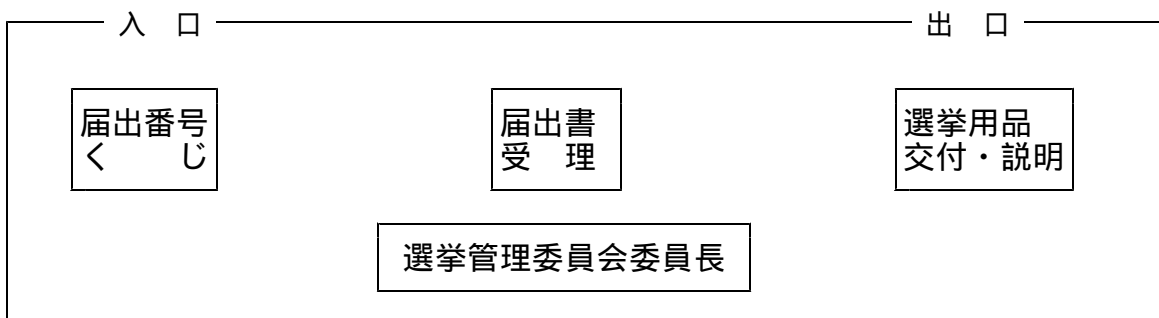 入 口
出 口
届出番号
く じ
届出書
受 理
選挙用品
交付・説明
選挙管理委員会委員長